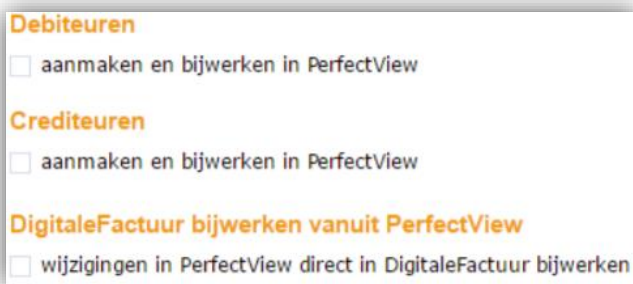 Debiteuren
aanmaken en bijwerken in PerfectView
Crediteuren
aanmaken en bijwerken in PerfectView
DigitaleFactuur bijwerken vanuit PerfectView
wijzigingen in PerfectView direct in DigitaleFactuur bijwerken